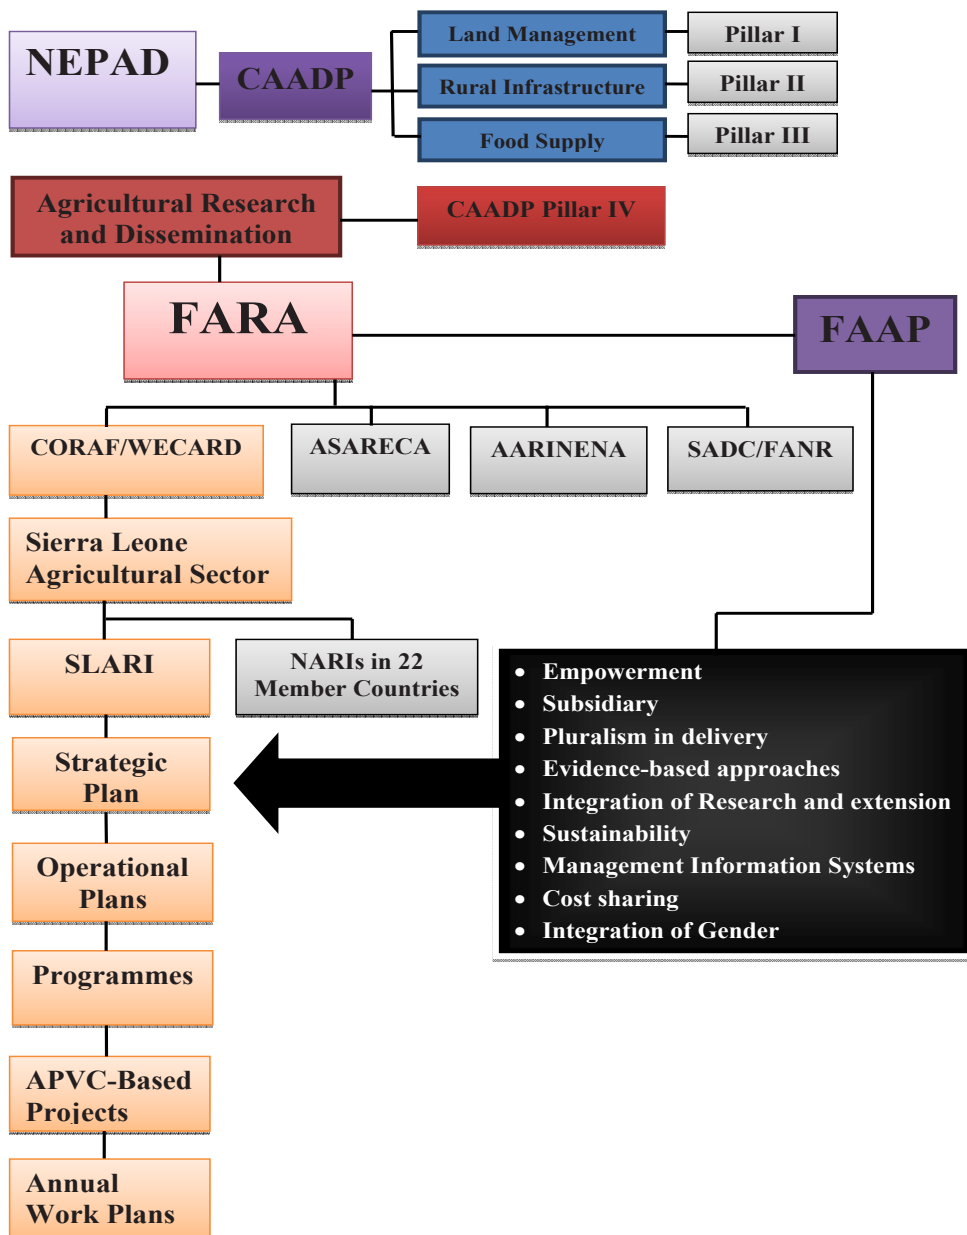 NEPAD
CAADP
Land Management
Pillar I
Rural Infrastructure
Pillar II
Food Supply
Pillar III
Agricultural Research
and Dissemination
CAADP Pillar IV
FARA
FAAP
CORAF/WECARD
ASARECA
AARINENA
SADC/FANR
Sierra Leone
Agricultural Sector
SLARI
NARIs in 22
Member Countries
Strategic
Plan
Operational
Plans
Programmes
APVC-Based
Projects
Annual
Work Plans
• Empowerment
• Subsidiary
• Pluralism in delivery
• Evidence-based approaches
• Integration of Research and extension
• Sustainability
• Management Information Systems
• Cost sharing
• Integration of Gender